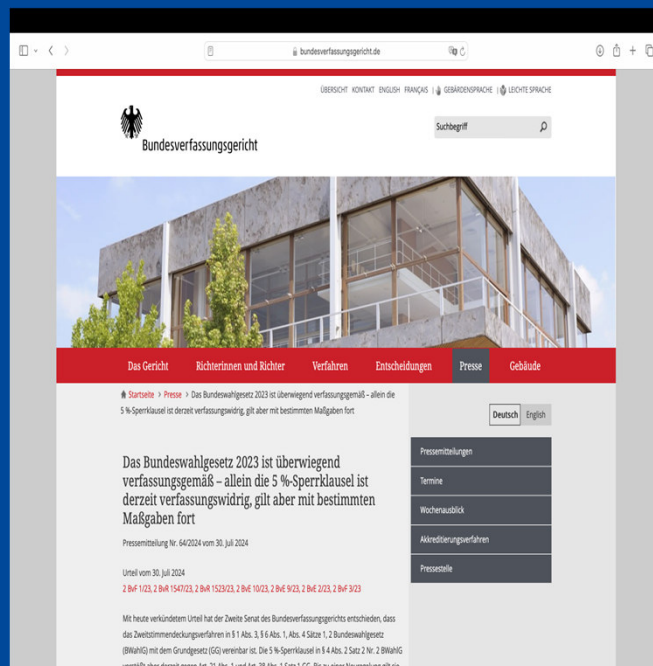 bundesverfassungsgericht.de
ÜBERSICHT KONTAKT ENGLISH FRANÇAIS | GEBÄRDENSPRACHE | LEICHTE SPRACHE
Bundesverfassungsgericht
Suchbegriff
Das Gericht Richterinnen und Richter Verfahren Entscheidungen Presse Gebäude
Startseite > Presse > Das Bundeswahlgesetz 2023 ist überwiegend verfassungsgemäß – allein die
5 %-Sperrklausel ist derzeit verfassungswidrig, gilt aber mit bestimmten Maßgaben fort
Deutsch English
Das Bundeswahlgesetz 2023 ist überwiegend
verfassungsgemäß – allein die 5 %-Sperrklausel ist
derzeit verfassungswidrig, gilt aber mit bestimmten
Maßgaben fort
Pressemitteilung Nr. 64/2024 vom 30. Juli 2024
Urteil vom 30. Juli 2024
2 BvF 1/23, 2 BvR 1547/23, 2 BvR 1523/23, 2 BvE 10/23, 2 BvE 9/23, 2 BvE 2/23, 2 BvF 3/23
Mit heute verkündetem Urteil hat der Zweite Senat des Bundesverfassungsgerichts entschieden, dass
das Zweitstimmendeckungsverfahren in § 1 Abs. 3, § 6 Abs. 1, Abs. 4 Sätze 1, 2 Bundeswahlgesetz
(BWahlG) mit dem Grundgesetz (GG) vereinbar ist. Die 5 %-Sperrklausel in § 4 Abs. 2 Satz 2 Nr. 2 BWahlG
Pressemitteilungen
Termine
Wochenausblick
Akkreditierungsverfahren
Pressestelle